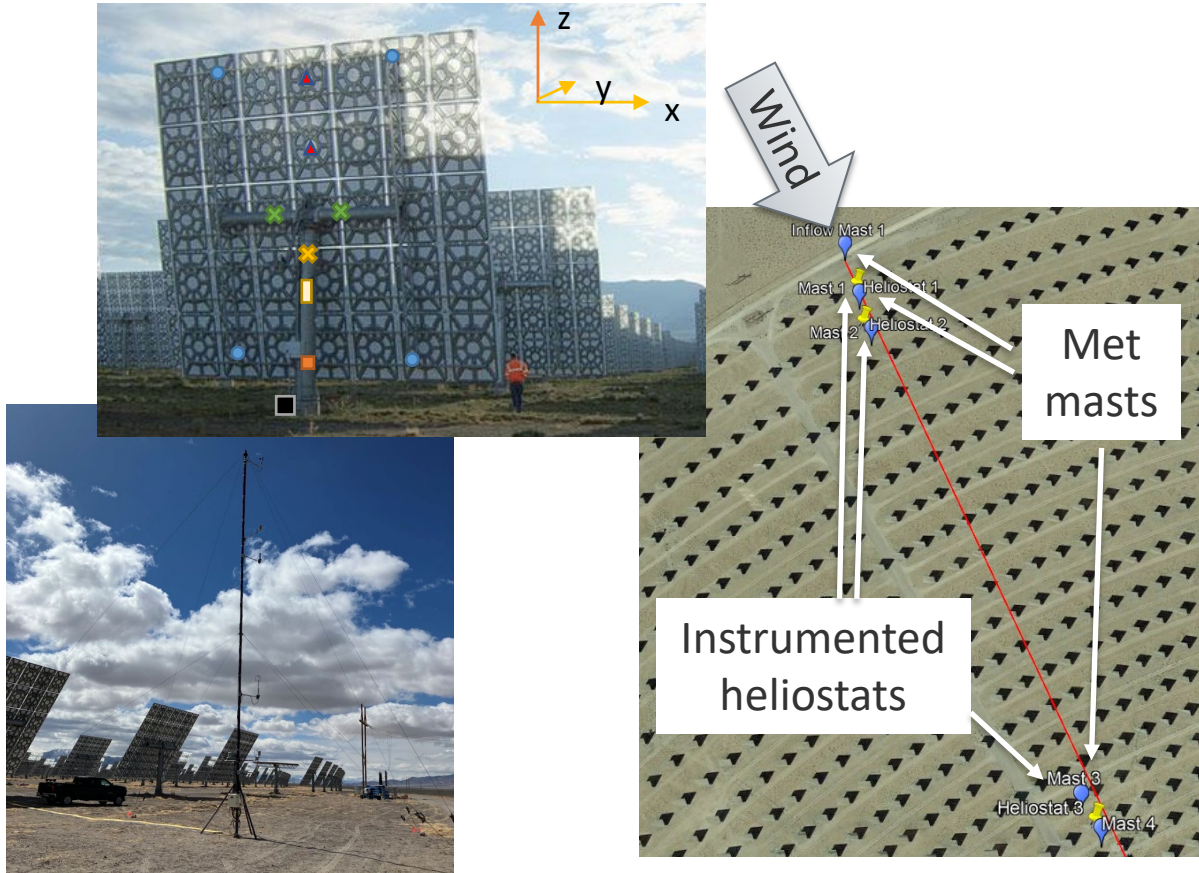 z
y
x
Wind
Inflow Mast 1
Mast 1
Heliostat 1
Mast 2
Heliostat 2
Met
masts
Instrumented
heliostats
Mast 3
Heliostat 3
Mast 4